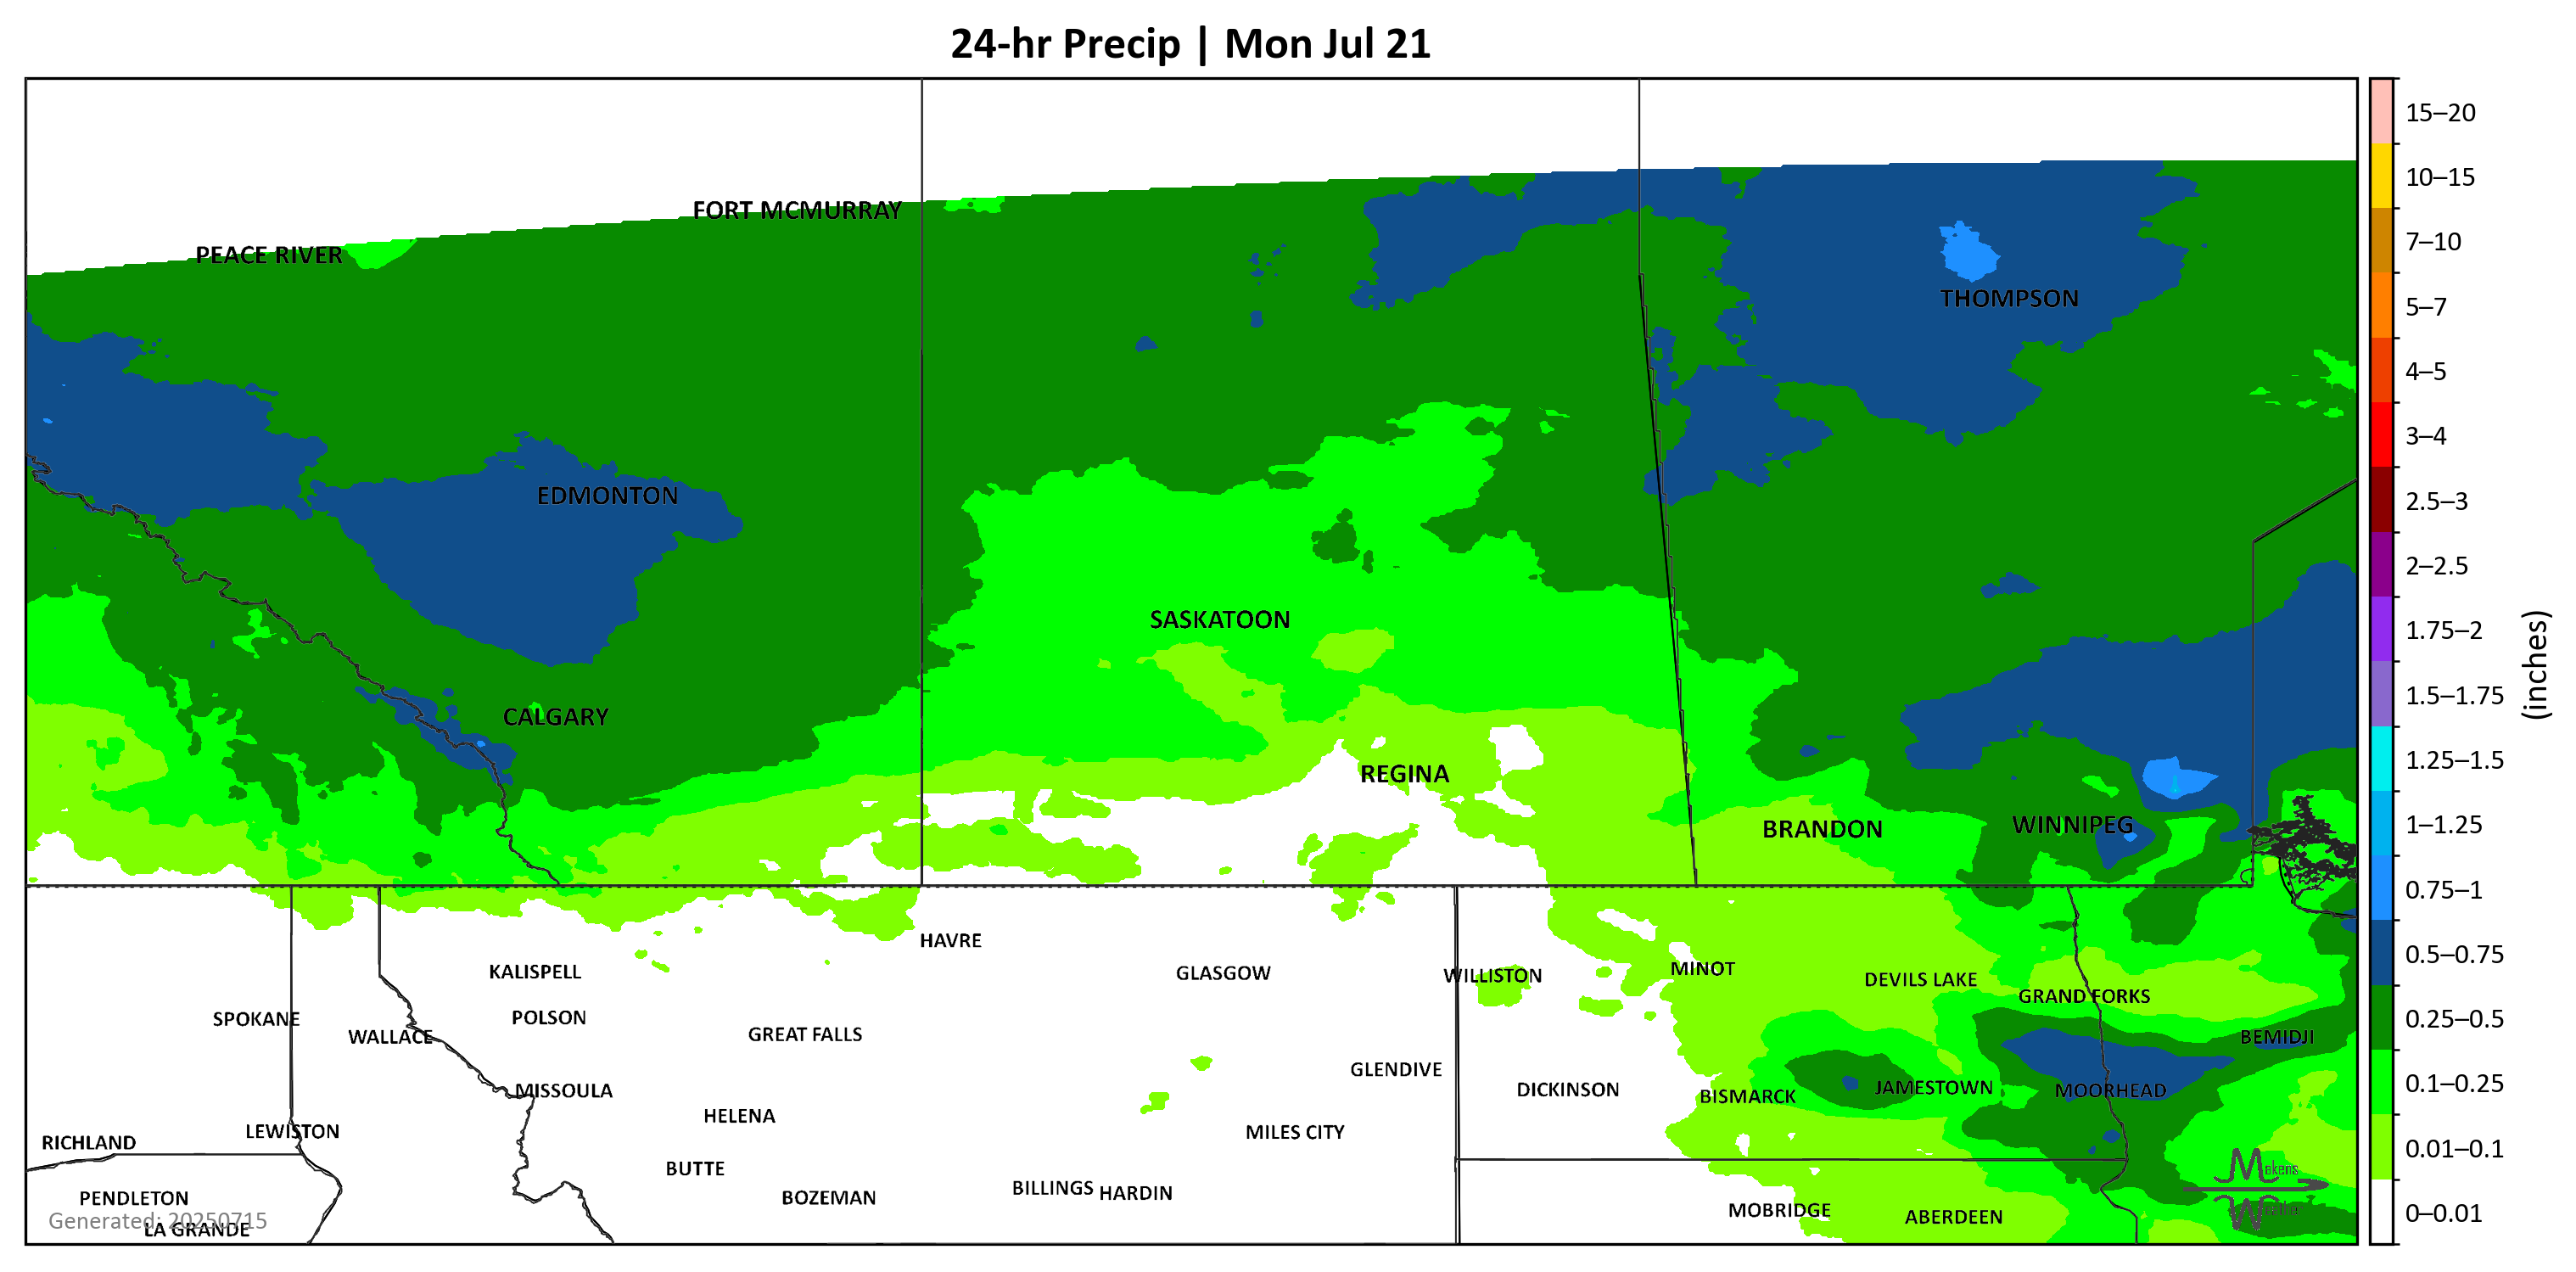 24-hr Precip | Mon Jul 21
FORT MCMURRAY
PEACE RIVER
THOMPSON
EDMONTON
SASKATOON
CALGARY
REGINA
BRANDON
WINNIPEG
HAVRE
KALISPELL
GLASGOW
WILLISTON
MINOT
DEVILS LAKE
GRAND FORKS
SPOKANE
WALLACE
POLSON
GREAT FALLS
BEMIDJI
GLENDIVE
MISSOULA
DICKINSON
BISMARCK
JAMESTOWN
MOORHEAD
HELENA
LEWISTON
RICHLAND
MILES CITY
BUTTE
BILLINGS
HARDIN
PENDLETON
BOZEMAN
MOBRIDGE
ABERDEEN
Generated: 20250715
LA GRANDE
Makens
Weather
15–20
10–15
7–10
5–7
4–5
3–4
2.5–3
2–2.5
1.75–2
1.5–1.75
1.25–1.5
1–1.25
0.75–1
0.5–0.75
0.25–0.5
0.1–0.25
0.01–0.1
0–0.01
(inches)